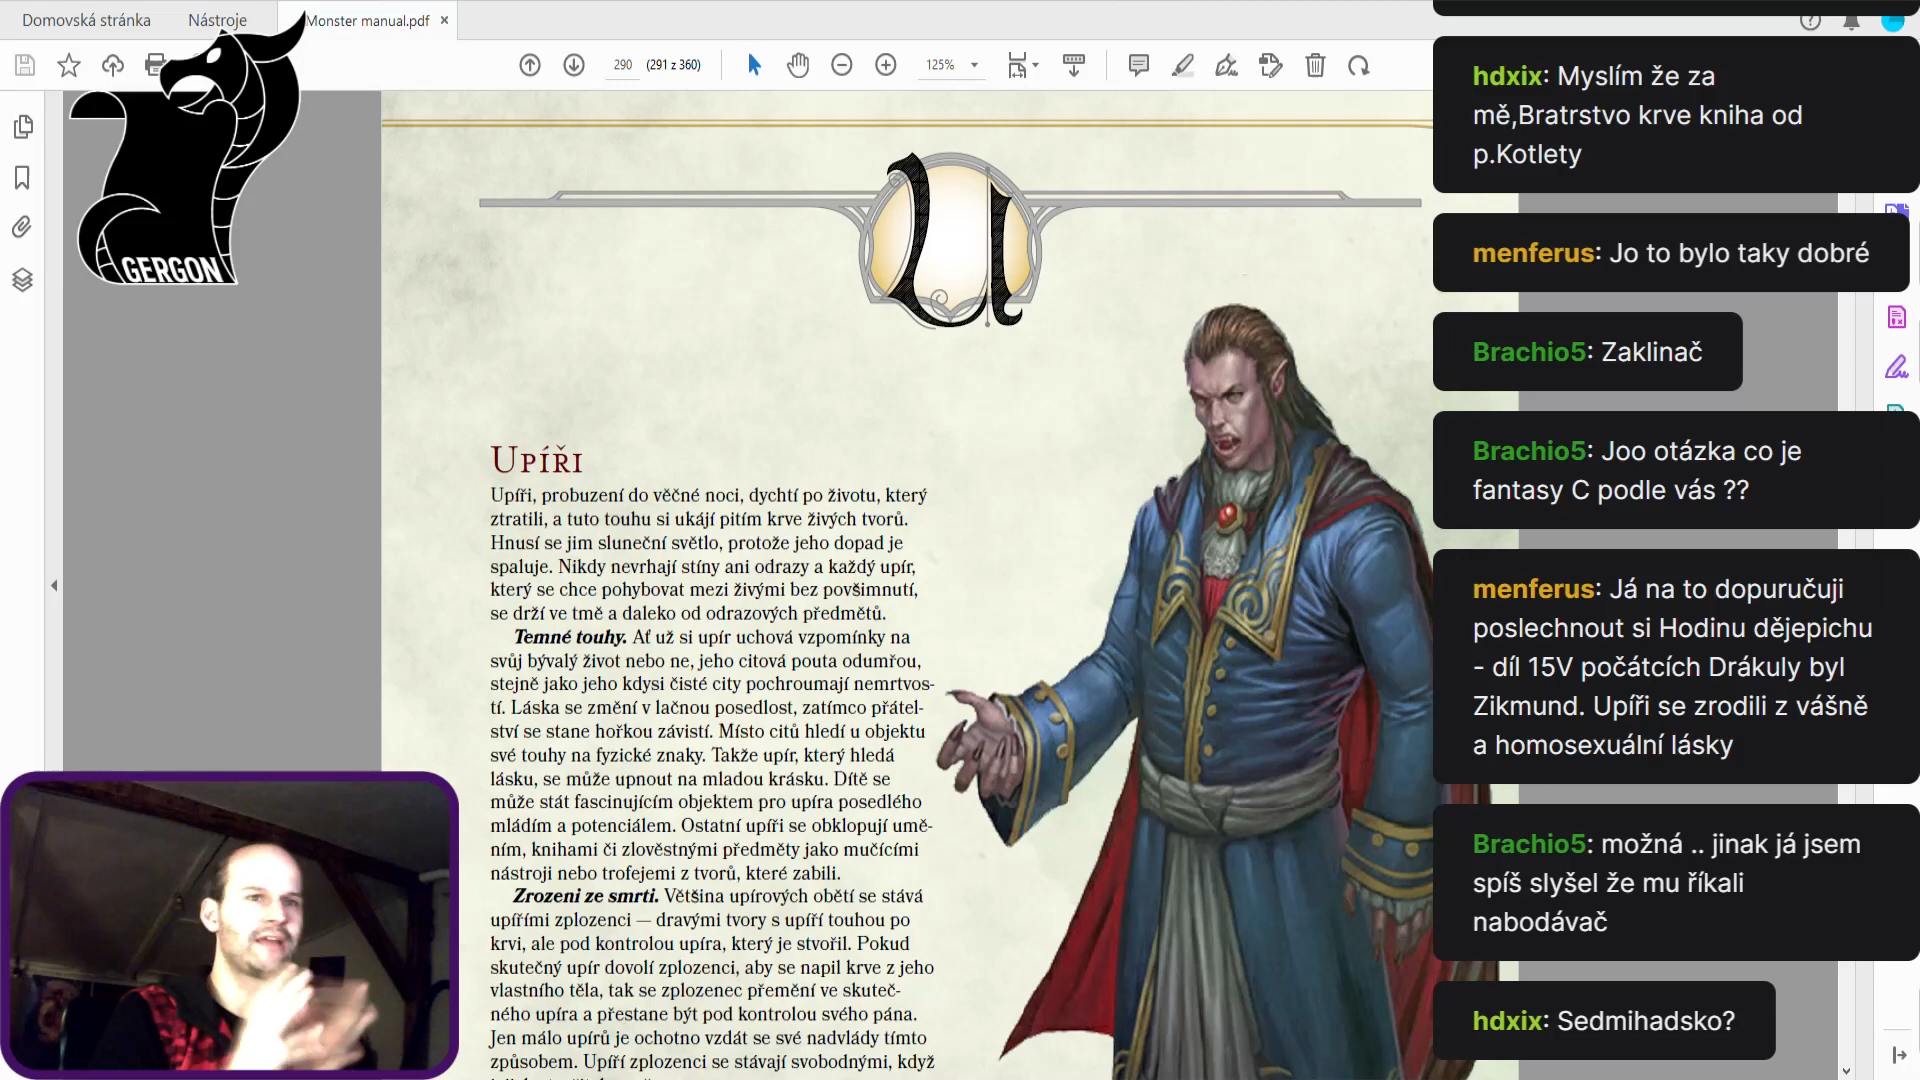 Domovská stránka
Nástroje
Monster manual.pdf
290
(291 z 360)
125%
GERGON
U
Upíři
Upíři, probuzení do věčné noci, dychtí po životu, který
ztratili, a tuto touhu si ukájí pitím krve živých tvorů.
Hnusí se jim sluneční světlo, protože jeho dopad je
spaluje. Nikdy nevrhají stíny ani odrazy a každý upír,
který se chce pohybovat mezi živými bez povšimnutí,
se drží ve tmě a daleko od odrazových předmětů.
Temné touhy. Ať už si upír uchová vzpomínky na
svůj bývalý život nebo ne, jeho citová pouta odumřou,
stejně jako jeho kdysi čisté city pochroumají nemrtvos-
tí. Láska se změní v lačnou posedlost, zatímco přátel-
ství se stane hořkou závistí. Místo citů hledí u objektu
své touhy na fyzické znaky. Takže upír, který hledá
lásku, se může upnout na mladou krásku. Dítě se
může stát fascinujícím objektem pro upíra posedlého
mládím a potenciálem. Ostatní upíři se obklopují umě-
ním, knihami či zlověstnými předměty jako mučícími
nástroji nebo trofejemi z tvorů, které zabili.
Zrozeni ze smrti. Většina upírových obětí se stává
upířími zplozenci — dravými tvory s upíří touhou po
krvi, ale pod kontrolou upíra, který je stvořil. Pokud
skutečný upír dovolí zplozenci, aby se napil krve z jeho
vlastního těla, tak se zplozenec přemění ve skuteč-
ného upíra a přestane být pod kontrolou svého pána.
Jen málo upírů je ochotno vzdát se své nadvlády tímto
způsobem. Upíří zplozenci se stávají svobodnými, když
hdxix: Myslím že za
mě,Bratrstvo krve kniha od
p.Kotlety
menferus: Jo to bylo taky dobré
Brachio5: Zaklinač
Brachio5: Joo otázka co je
fantasy C podle vás ??
menferus: Já na to dopuručuji
poslechnout si Hodinu dějepichu
- díl 15V počátcích Drákuly byl
Zikmund. Upíři se zrodili z vášně
a homosexuální lásky
Brachio5: možná .. jinak já jsem
spíš slyšel že mu říkali
nabodávač
hdxix: Sedmihadsko?